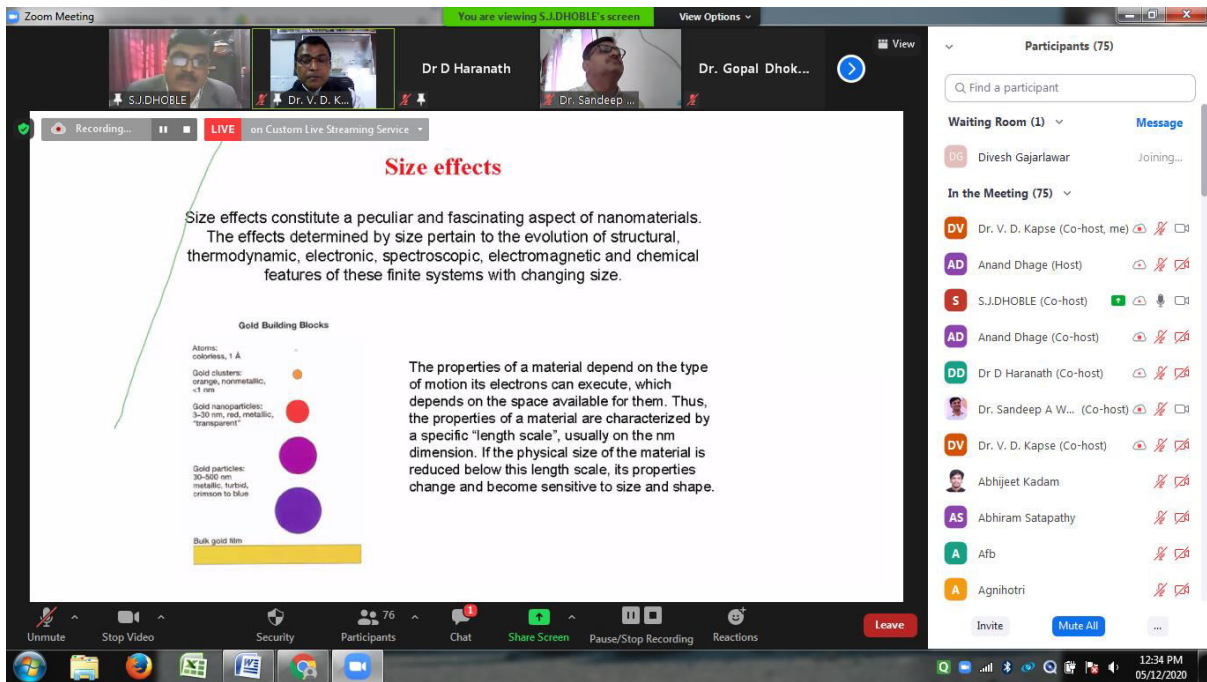 Zoom Meeting
You are viewing S.J.DHOBLE's screen
View Options
S.J.DHOBLE
Dr. V. D. K...
Dr D Haranath
Dr. Sandeep ...
Dr. Gopal Dhok...
View
Recording...
LIVE
on Custom Live Streaming Service
Size effects
Size effects constitute a peculiar and fascinating aspect of nanomaterials.
The effects determined by size pertain to the evolution of structural,
thermodynamic, electronic, spectroscopic, electromagnetic and chemical
features of these finite systems with changing size.
Gold Building Blocks
Atoms:
colorless, 1 Å
Gold clusters:
orange, nonmetallic,
<1 nm
Gold nanoparticles:
3–30 nm, red, metallic,
"transparent"
Gold particles:
30–500 nm
metallic, turbid,
crimson to blue
Bulk gold film
The properties of a material depend on the type
of motion its electrons can execute, which
depends on the space available for them. Thus,
the properties of a material are characterized by
a specific “length scale”, usually on the nm
dimension. If the physical size of the material is
reduced below this length scale, its properties
change and become sensitive to size and shape.
Participants (75)
Find a participant
Waiting Room (1)
Message
DG
Divesh Gajarlawar
Joining...
In the Meeting (75)
DV
Dr. V. D. Kapse (Co-host, me)
AD
Anand Dhage (Host)
S
S.J.DHOBLE (Co-host)
AD
Anand Dhage (Co-host)
DD
Dr D Haranath (Co-host)
Dr. Sandeep A W... (Co-host)
DV
Dr. V. D. Kapse (Co-host)
Abhijeet Kadam
AS
Abhiram Satapathy
A
Afb
A
Agnihotri
Invite
Mute All
...
Unmute
Stop Video
Security
76
Participants
1
Chat
Share Screen
Pause/Stop Recording
Reactions
Leave
12:34 PM
05/12/2020